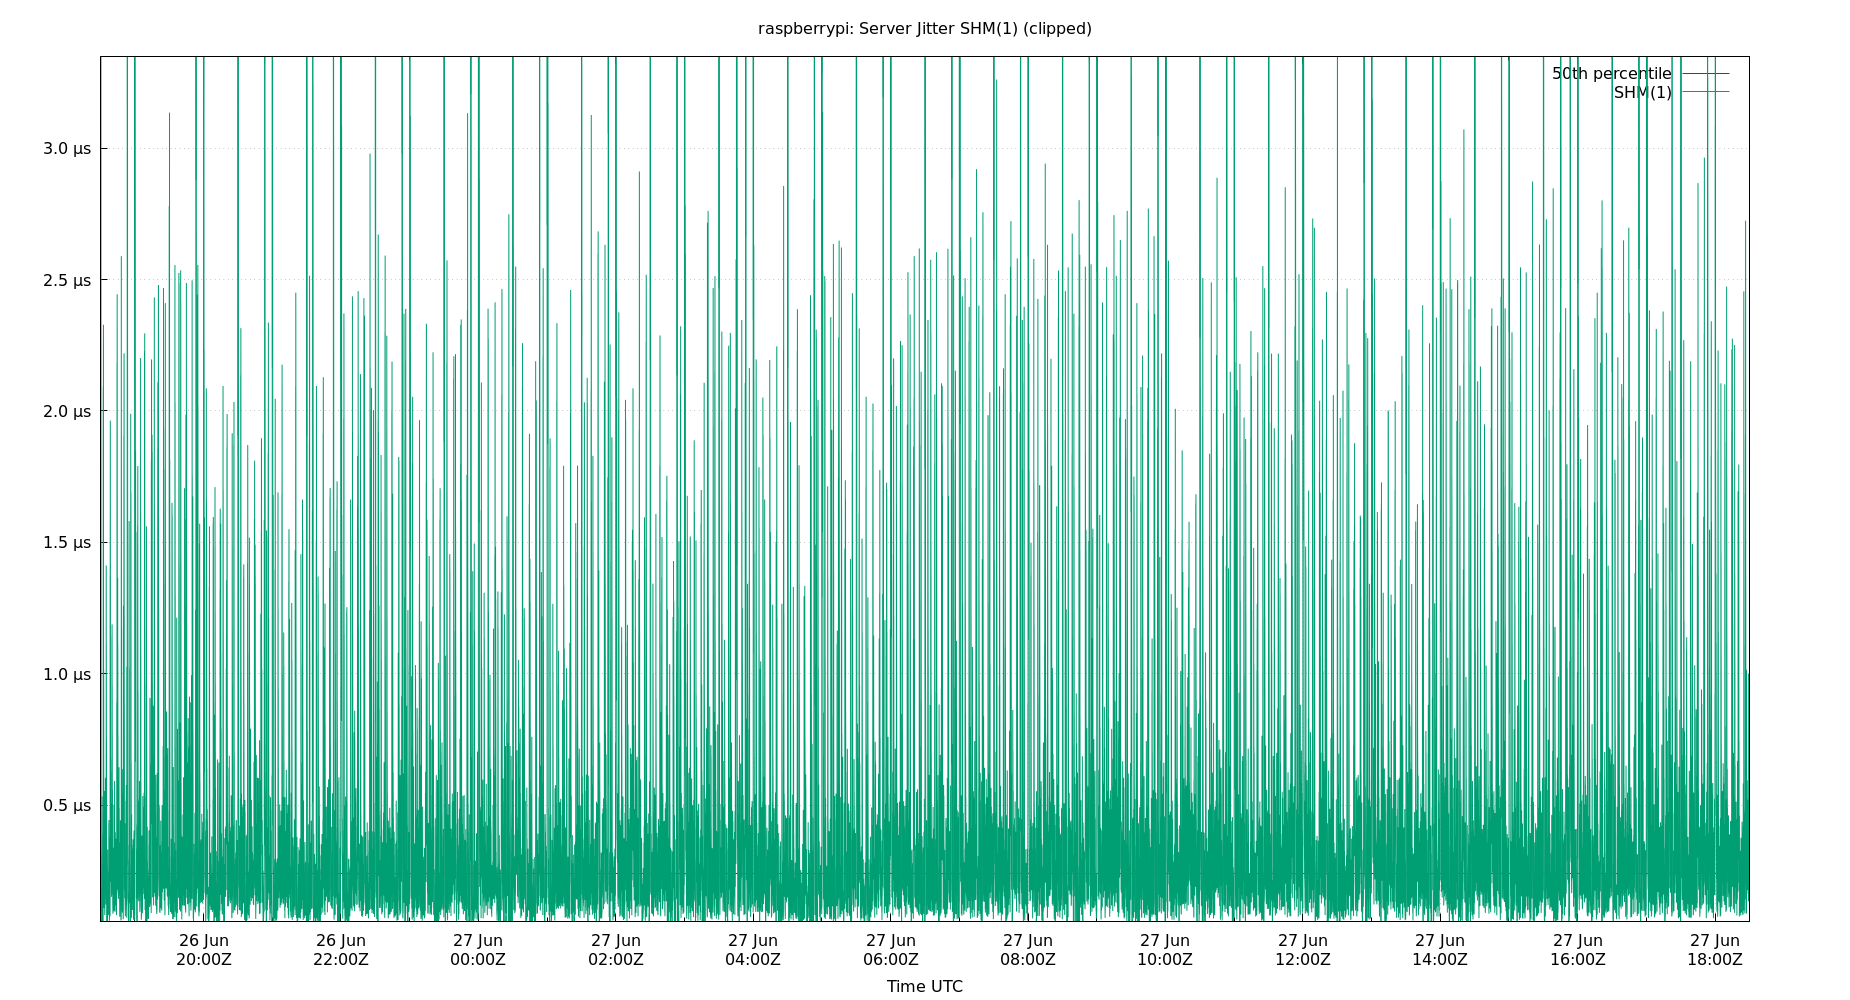 raspberrypi: Server Jitter SHM(1) (clipped)
50th percentile
SHM(1)
3.0 µs
2.5 µs
2.0 µs
1.5 µs
1.0 µs
0.5 µs
26 Jun 26 Jun 27 Jun 27 Jun 27 Jun 27 Jun 27 Jun 27 Jun 27 Jun 27 Jun 27 Jun 27 Jun
20:00Z 22:00Z 00:00Z 02:00Z 04:00Z 06:00Z 08:00Z 10:00Z 12:00Z 14:00Z 16:00Z 18:00Z
Time UTC